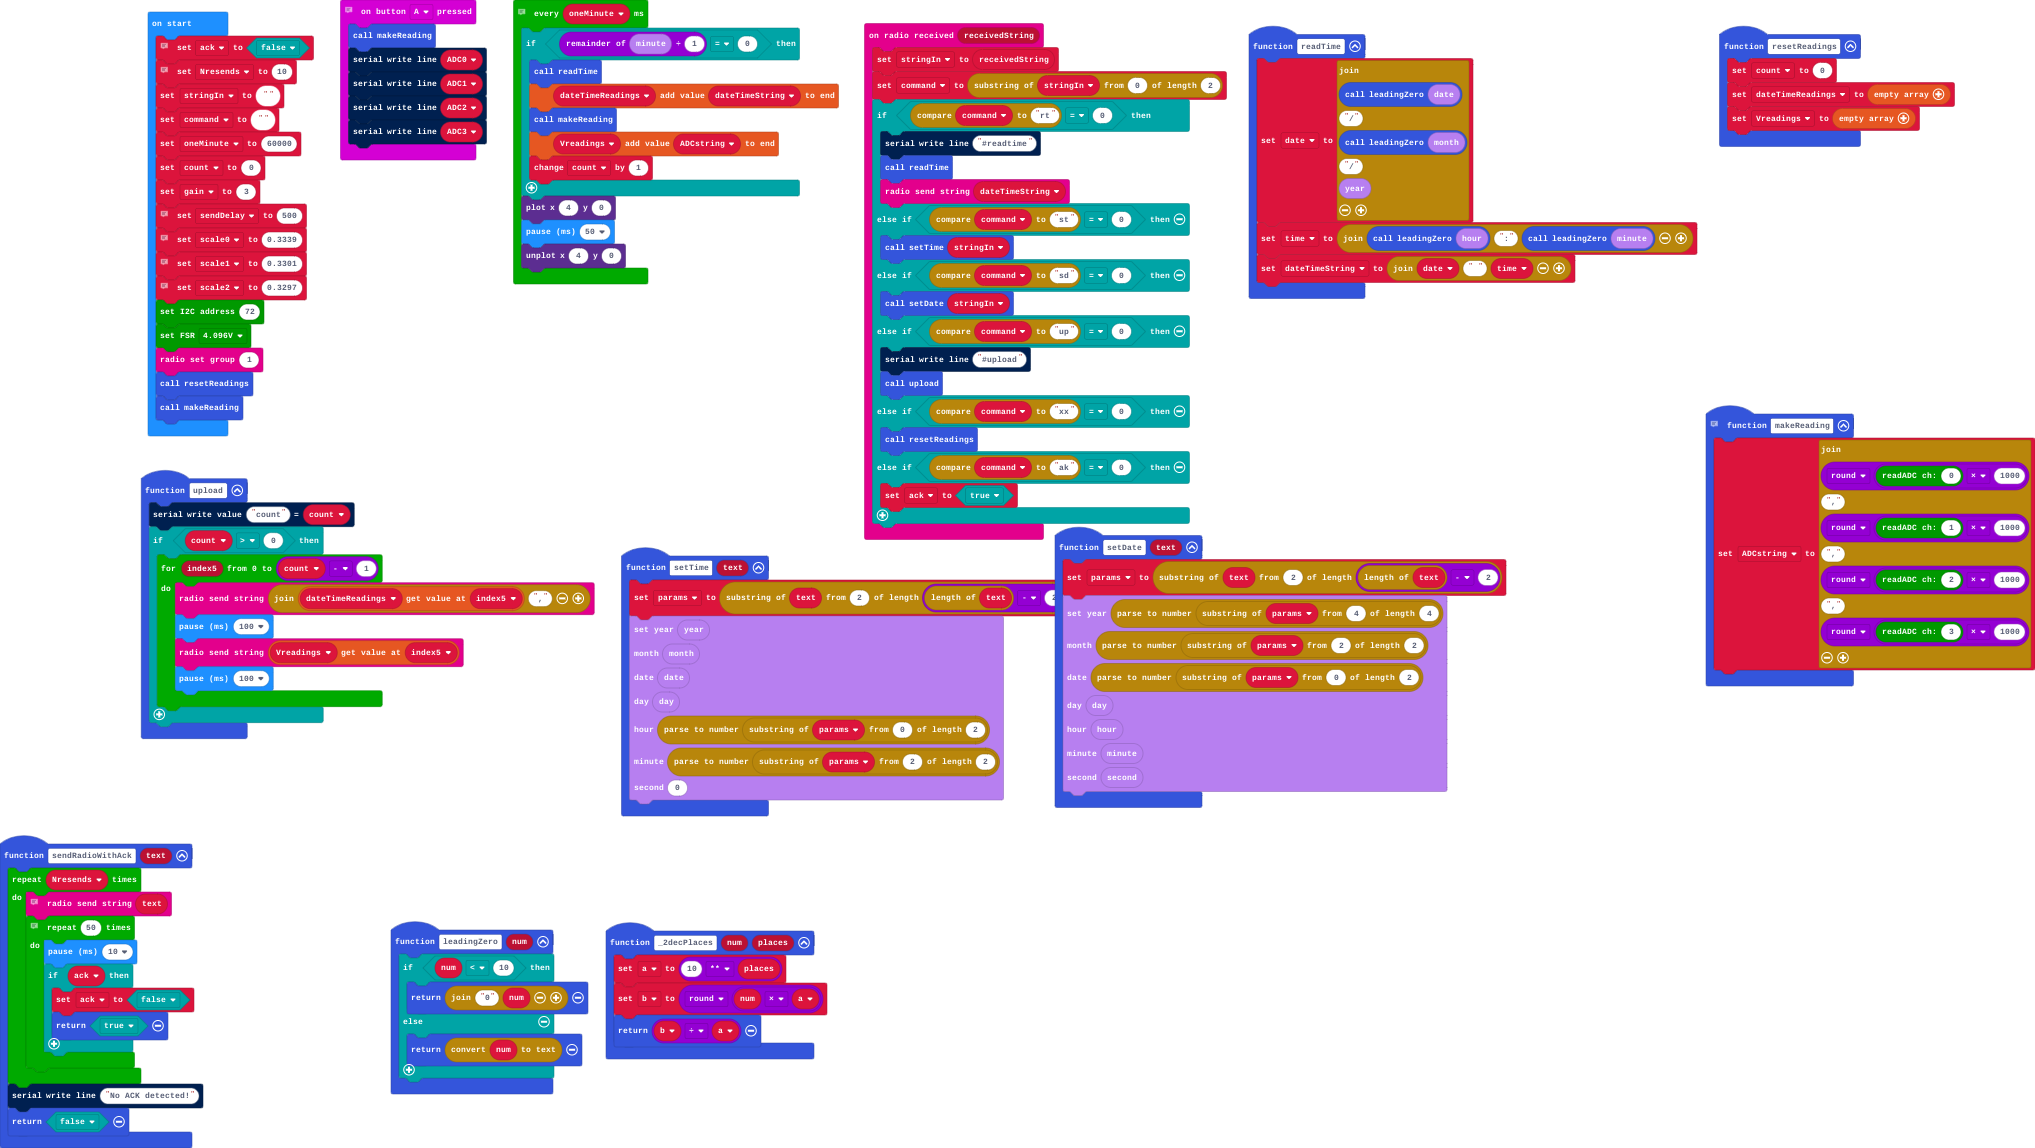 on start
set ack to false
set Nresends to 10
set stringIn to ""
set command to ""
set oneMinute to 60000
set count to 0
set gain to 3
set sendDelay to 500
set scale0 to 0.3339
set scale1 to 0.3301
set scale2 to 0.3297
set I2C address 72
set FSR 4.096V
radio set group 1
call resetReadings
call makeReading
on button A pressed
call makeReading
serial write line ADC0
serial write line ADC1
serial write line ADC2
serial write line ADC3
every oneMinute ms
if remainder of minute ÷ 1 = 0 then
call readTime
dateTimeReadings add value dateTimeString to end
call makeReading
Vreadings add value ADCstring to end
change count by 1
plot x 4 y 0
pause (ms) 50
unplot x 4 y 0
on radio received receivedString
set stringIn to receivedString
set command to substring of stringIn from 0 of length 2
if compare command to "rt" = 0 then
serial write line "#readtime"
call readTime
radio send string dateTimeString
else if compare command to "st" = 0 then
call setTime stringIn
else if compare command to "sd" = 0 then
call setDate stringIn
else if compare command to "up" = 0 then
serial write line "#upload"
call upload
else if compare command to "xx" = 0 then
call resetReadings
else if compare command to "ak" = 0 then
set ack to true
function readTime
set date to join
call leadingZero date
"/"
call leadingZero month
"/"
year
set time to join call leadingZero hour ":" call leadingZero minute
set dateTimeString to join date " " time
function resetReadings
set count to 0
set dateTimeReadings to empty array
set Vreadings to empty array
function makeReading
set ADCstring to join
round readADC ch: 0 × 1000
","
round readADC ch: 1 × 1000
","
round readADC ch: 2 × 1000
","
round readADC ch: 3 × 1000
function upload
serial write value "count" = count
if count > 0 then
for index5 from 0 to count - 1
do
radio send string join dateTimeReadings get value at index5 ","
pause (ms) 100
radio send string Vreadings get value at index5
pause (ms) 100
function setTime text
set params to substring of text from 2 of length length of text -
set year year
month month
date date
day day
hour parse to number substring of params from 0 of length 2
minute parse to number substring of params from 2 of length 2
second 0
function setDate text
set params to substring of text from 2 of length length of text - 2
set year parse to number substring of params from 4 of length 4
month parse to number substring of params from 2 of length 2
date parse to number substring of params from 0 of length 2
day day
hour hour
minute minute
second second
function sendRadioWithAck text
repeat Nresends times
do
radio send string text
repeat 50 times
do
pause (ms) 10
if ack then
set ack to false
return true
serial write line "No ACK detected!"
return false
function leadingZero num
if num < 10 then
return join "0" num
else
return convert num to text
function _2decPlaces num places
set a to 10 ** places
set b to round num × a
return b ÷ a